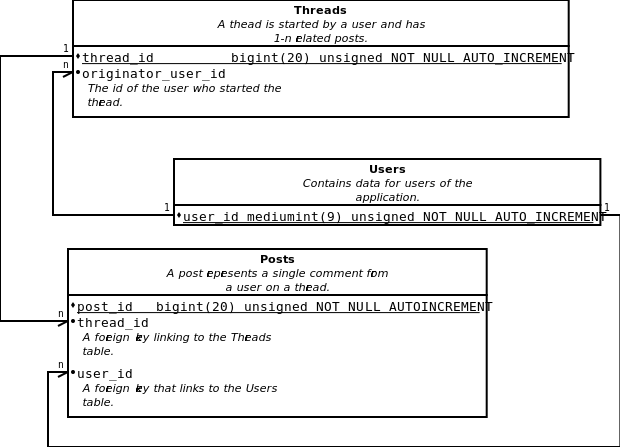 Threads
A thead is started by a user and has
1-n related posts.
1
thread_id bigint(20) unsigned NOT NULL AUTO_INCREMENT
n
originator_user_id
The id of the user who started the
thread.
Users
Contains data for users of the
application.
1
1
user_id mediumint(9) unsigned NOT NULL AUTO_INCREMENT
Posts
A post represents a single comment from
a user on a thread.
post_id bigint(20) unsigned NOT NULL AUTOINCREMENT
n
thread_id
A foreign key linking to the Threads
table.
n
user_id
A foreign key that links to the Users
table.